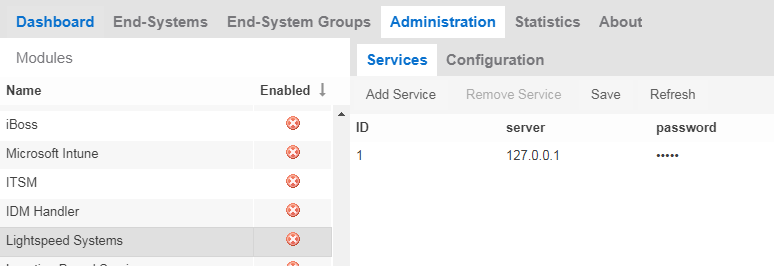 Dashboard End-Systems End-System Groups Administration Statistics About
Modules
Services Configuration
Name Enabled
Add Service Remove Service Save Refresh
ID server password
iBoss
Microsoft Intune
1 127.0.0.1 •••••
ITSM
IDM Handler
Lightspeed Systems